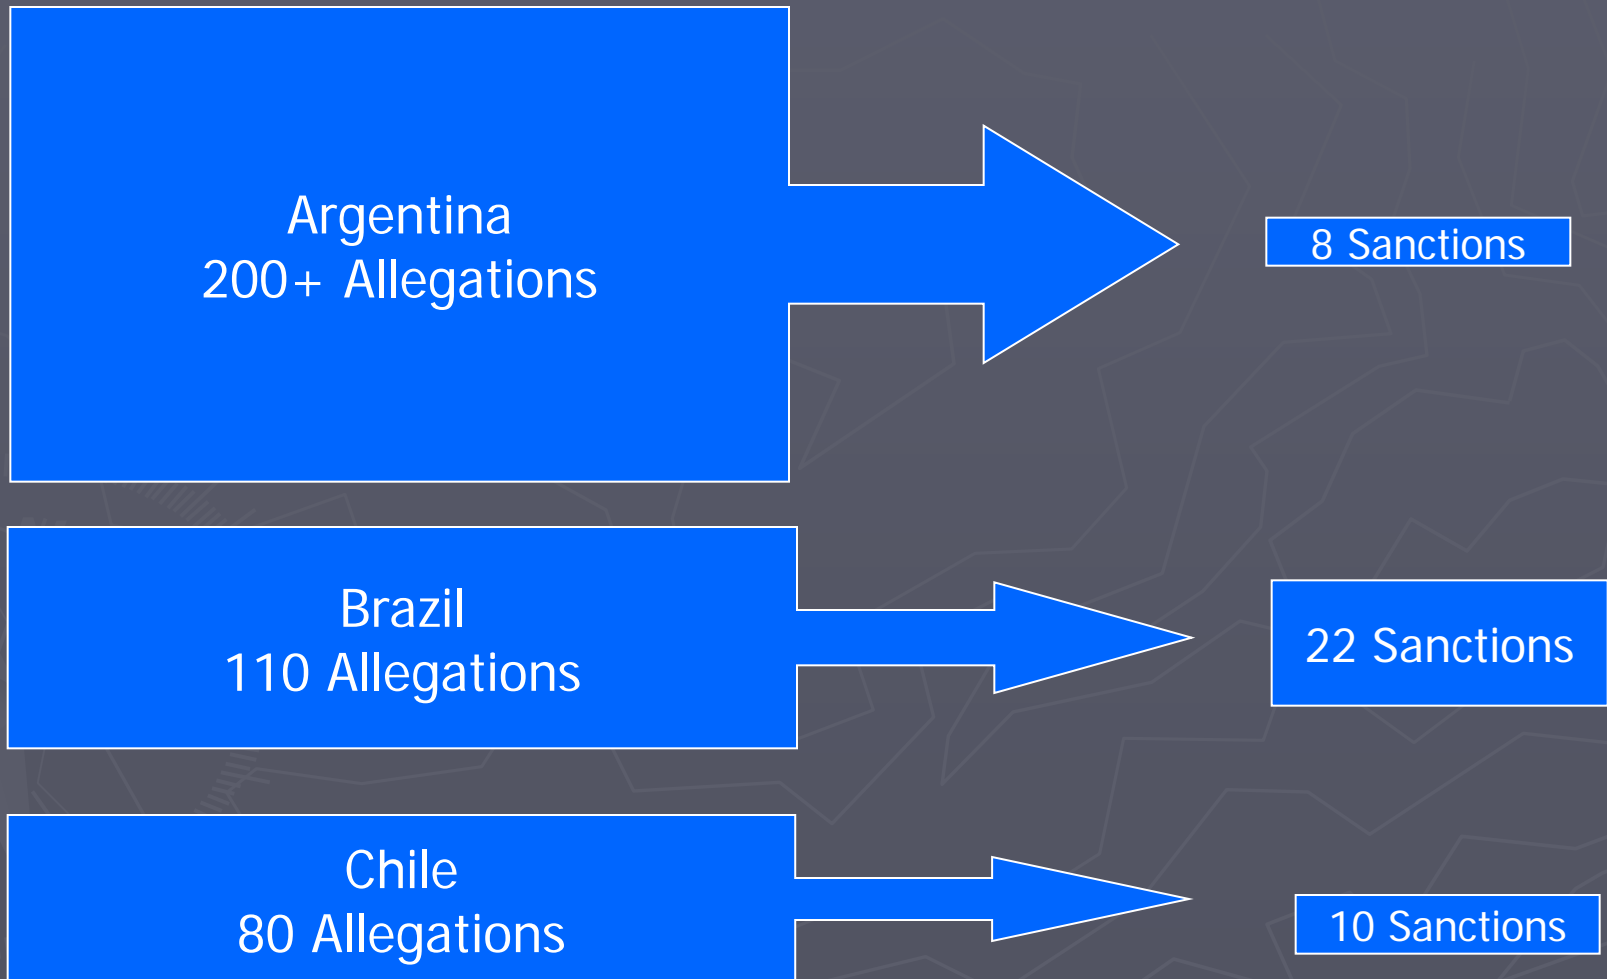 Argentina
200+ Allegations
8 Sanctions
Brazil
110 Allegations
22 Sanctions
Chile
80 Allegations
10 Sanctions